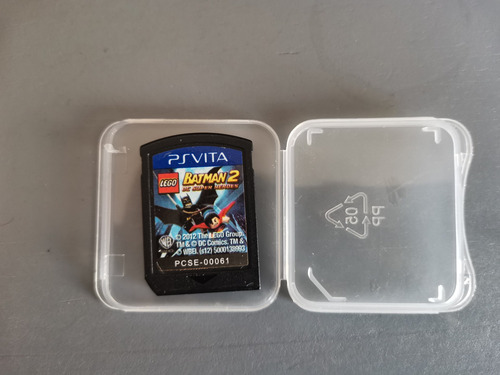 PSVITA
LEGO
BATMAN 2
DC SUPER HEROES
© 2012 The LEGO Group.
TM & © DC Comics. TM &
© WBEI. (s12) 5000138993
PCSE-00061
PP
05